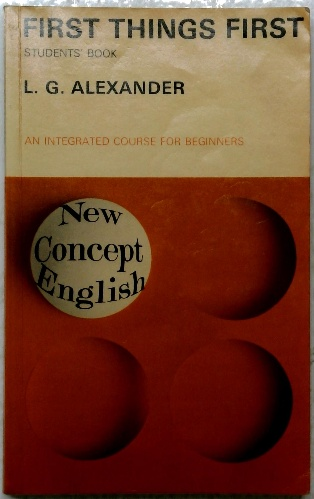 FIRST THINGS FIRST
STUDENTS' BOOK
L. G. ALEXANDER
AN INTEGRATED COURSE FOR BEGINNERS
New
Concept
English